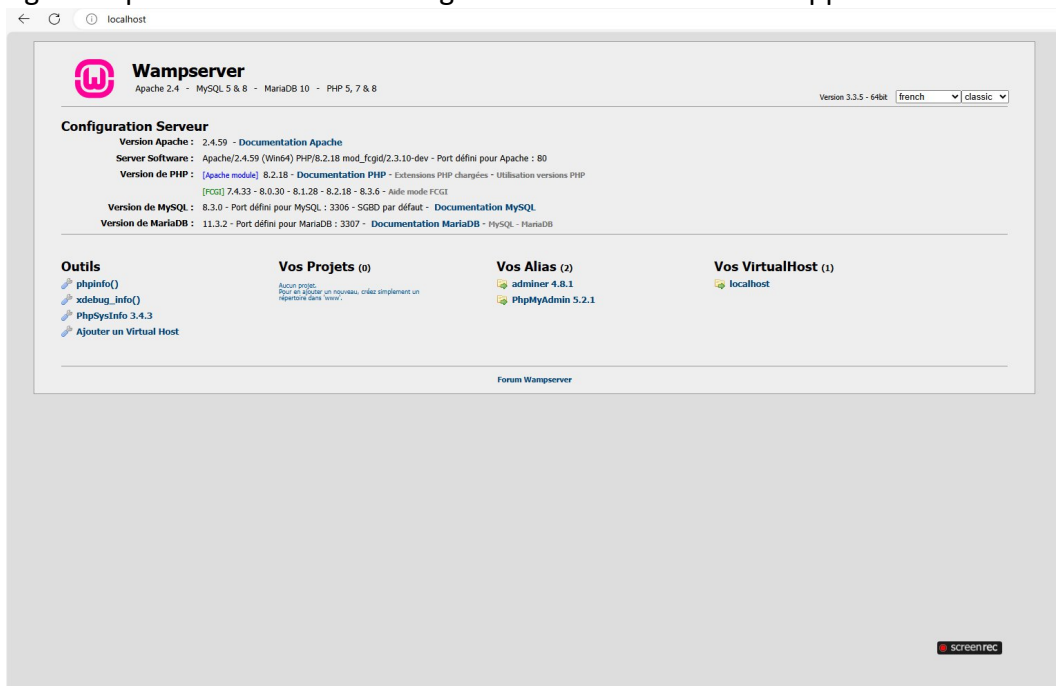 localhost
Wampserver
Apache 2.4 - MySQL 5 & 8 - MariaDB 10 - PHP 5, 7 & 8
Version 3.3.5 - 64bit french classic
Configuration Serveur
Version Apache : 2.4.59 - Documentation Apache
Server Software : Apache/2.4.59 (Win64) PHP/8.2.18 mod_fcgid/2.3.10-dev - Port défini pour Apache : 80
Version de PHP : [Apache module] 8.2.18 - Documentation PHP - Extensions PHP chargées - Utilisation versions PHP
[FCGI] 7.4.33 - 8.0.30 - 8.1.28 - 8.2.18 - 8.3.6 - Aide mode FCGI
Version de MySQL : 8.3.0 - Port défini pour MySQL : 3306 - SGBD par défaut - Documentation MySQL
Version de MariaDB : 11.3.2 - Port défini pour MariaDB : 3307 - Documentation MariaDB - MySQL - MariaDB
Outils
phpinfo()
xdebug_info()
PhpSysInfo 3.4.3
Ajouter un Virtual Host
Vos Projets (0)
Aucun projet.
Pour en ajouter un nouveau, créez simplement un
répertoire dans 'www'.
Vos Alias (2)
adminer 4.8.1
PhpMyAdmin 5.2.1
Vos VirtualHost (1)
localhost
Forum Wampserver
screenrec